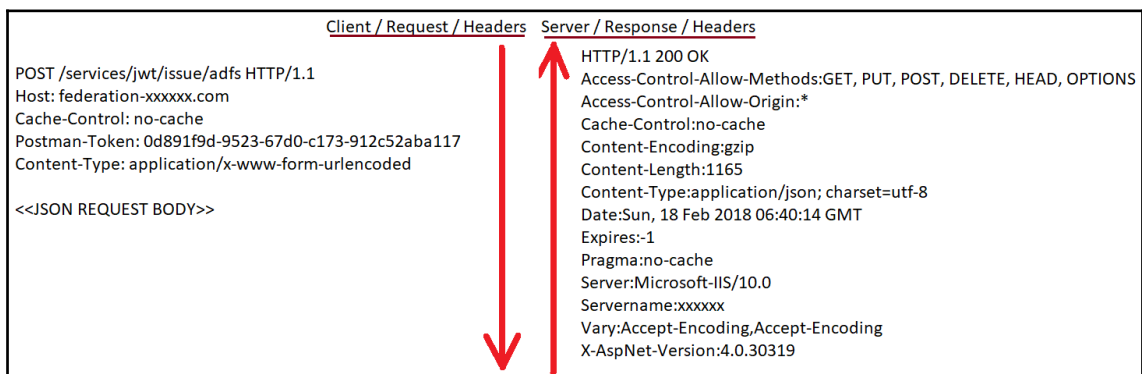 Client / Request / Headers
POST /services/jwt/issue/adfs HTTP/1.1
Host: federation-xxxxxx.com
Cache-Control: no-cache
Postman-Token: 0d891f9d-9523-67d0-c173-912c52aba117
Content-Type: application/x-www-form-urlencoded
<<JSON REQUEST BODY>>
Server / Response / Headers
HTTP/1.1 200 OK
Access-Control-Allow-Methods:GET, PUT, POST, DELETE, HEAD, OPTIONS
Access-Control-Allow-Origin:*
Cache-Control:no-cache
Content-Encoding:gzip
Content-Length:1165
Content-Type:application/json; charset=utf-8
Date:Sun, 18 Feb 2018 06:40:14 GMT
Expires:-1
Pragma:no-cache
Server:Microsoft-IIS/10.0
Servername:xxxxxx
Vary:Accept-Encoding,Accept-Encoding
X-AspNet-Version:4.0.30319